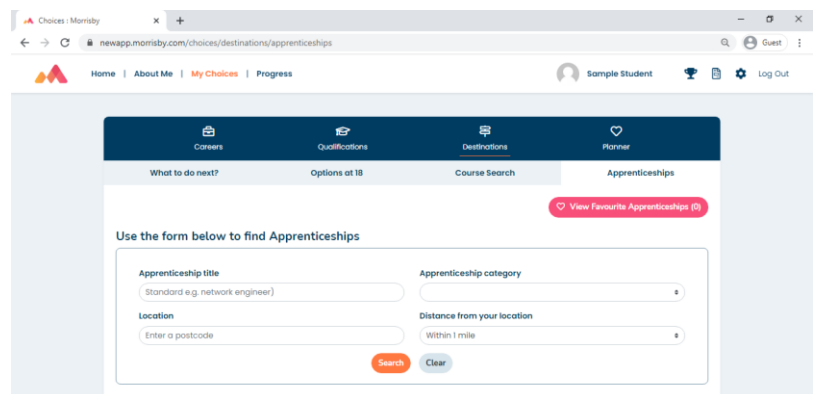 Choices : Morrisby
newapp.morrisby.com/choices/destinations/apprenticeships
Guest
Home | About Me | My Choices | Progress
Sample Student
Log Out
Careers
Qualifications
Destinations
Planner
What to do next?
Options at 18
Course Search
Apprenticeships
View Favourite Apprenticeships (0)
Use the form below to find Apprenticeships
Apprenticeship title
Apprenticeship category
Standard e.g. network engineer)
Location
Distance from your location
Enter a postcode
Within 1 mile
Search
Clear